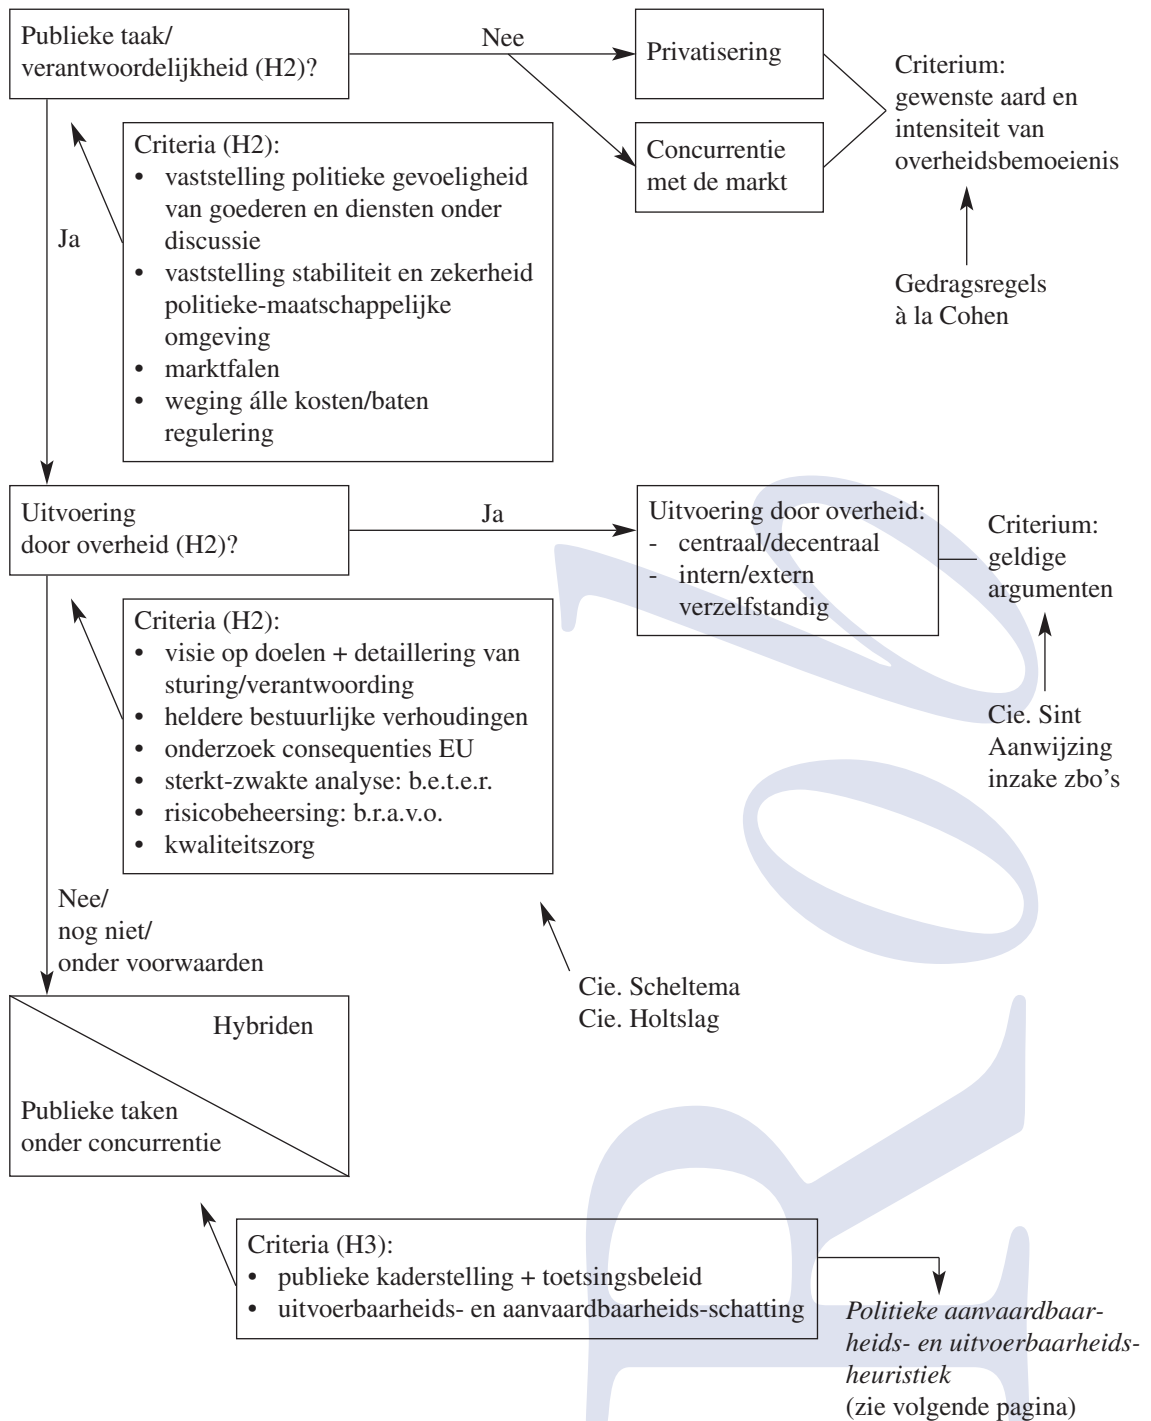 Publieke taak/
verantwoordelijkheid (H2)?
Nee
Privatisering
Concurrentie
met de markt
Criterium:
gewenste aard en
intensiteit van
overheidsbemoeienis
Gedragsregels
à la Cohen
Ja
Criteria (H2):
• vaststelling politieke gevoeligheid
van goederen en diensten onder
discussie
• vaststelling stabiliteit en zekerheid
politieke-maatschappelijke
omgeving
• marktfalen
• weging álle kosten/baten
regulering
Uitvoering
door overheid (H2)?
Ja
Uitvoering door overheid:
- centraal/decentraal
- intern/extern
verzelfstandig
Criterium:
geldige
argumenten
Cie. Sint
Aanwijzing
inzake zbo's
Criteria (H2):
• visie op doelen + detaillering van
sturing/verantwoording
• heldere bestuurlijke verhoudingen
• onderzoek consequenties EU
• sterkt-zwakte analyse: b.e.t.e.r.
• risicobeheersing: b.r.a.v.o.
• kwaliteitszorg
Nee/
nog niet/
onder voorwaarden
Cie. Scheltema
Cie. Holtslag
Hybriden
Publieke taken
onder concurrentie
Criteria (H3):
• publieke kaderstelling + toetsingsbeleid
• uitvoerbaarheids- en aanvaardbaarheids-schatting
Politieke aanvaardbaar-
heids- en uitvoerbaarheids-
heuristiek
(zie volgende pagina)
Rob